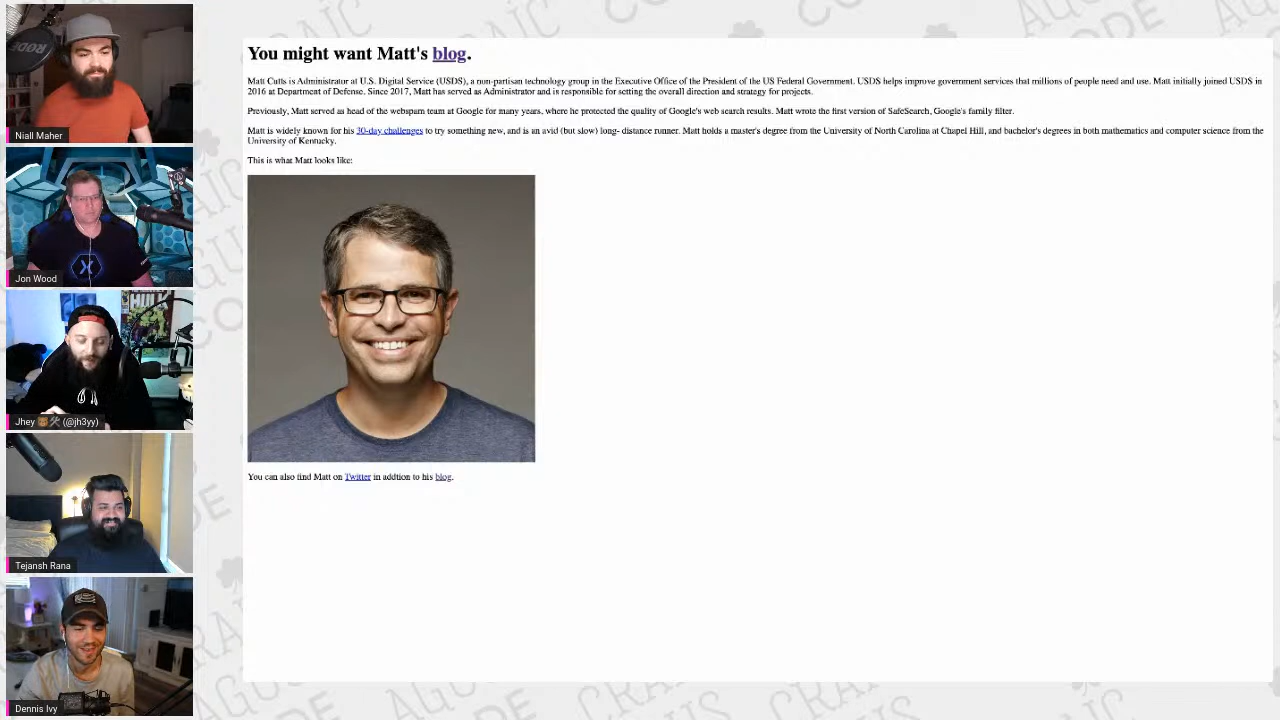 RODE
Niall Maher
Jon Wood
HULK
Jhey 🐻🛠️ (@jh3yy)
Tejansh Rana
Dennis Ivy
You might want Matt's blog.
Matt Cutts is Administrator at U.S. Digital Service (USDS), a non-partisan technology group in the Executive Office of the President of the US Federal Government. USDS helps improve government services that millions of people need and use. Matt initially joined USDS in
2016 at Department of Defense. Since 2017, Matt has served as Administrator and is responsible for setting the overall direction and strategy for projects.
Previously, Matt served as head of the webspam team at Google for many years, where he protected the quality of Google's web search results. Matt wrote the first version of SafeSearch, Google's family filter.
Matt is widely known for his 30-day challenges to try something new, and is an avid (but slow) long- distance runner. Matt holds a master's degree from the University of North Carolina at Chapel Hill, and bachelor's degrees in both mathematics and computer science from the
University of Kentucky.
This is what Matt looks like:
You can also find Matt on Twitter in addtion to his blog.